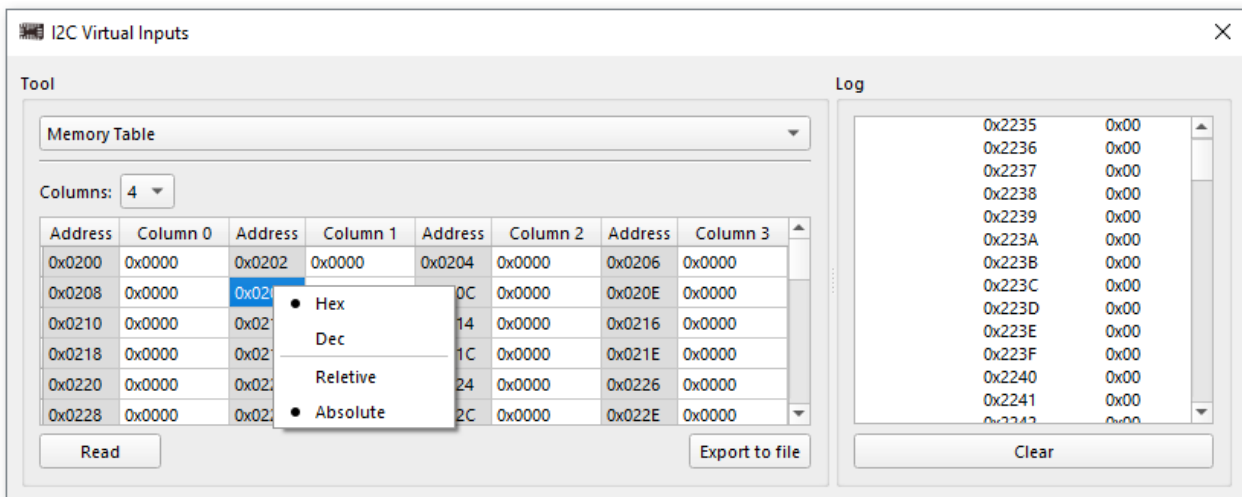 I2C Virtual Inputs
Tool
Log
Memory Table
Columns: 4
Address Column 0 Address Column 1 Address Column 2 Address Column 3
0x0200 0x0000 0x0202 0x0000 0x0204 0x0000 0x0206 0x0000
0x0208 0x0000 0x0000 0x020E 0x0000
0x0210 0x0000 0x0000 0x0216 0x0000
0x0218 0x0000 0x0000 0x021E 0x0000
0x0220 0x0000 0x0000 0x0226 0x0000
0x0228 0x0000 0x0000 0x022E 0x0000
Hex
Dec
Reletive
Absolute
Read
Export to file
0x2235 0x00
0x2236 0x00
0x2237 0x00
0x2238 0x00
0x2239 0x00
0x223A 0x00
0x223B 0x00
0x223C 0x00
0x223D 0x00
0x223E 0x00
0x223F 0x00
0x2240 0x00
0x2241 0x00
Clear